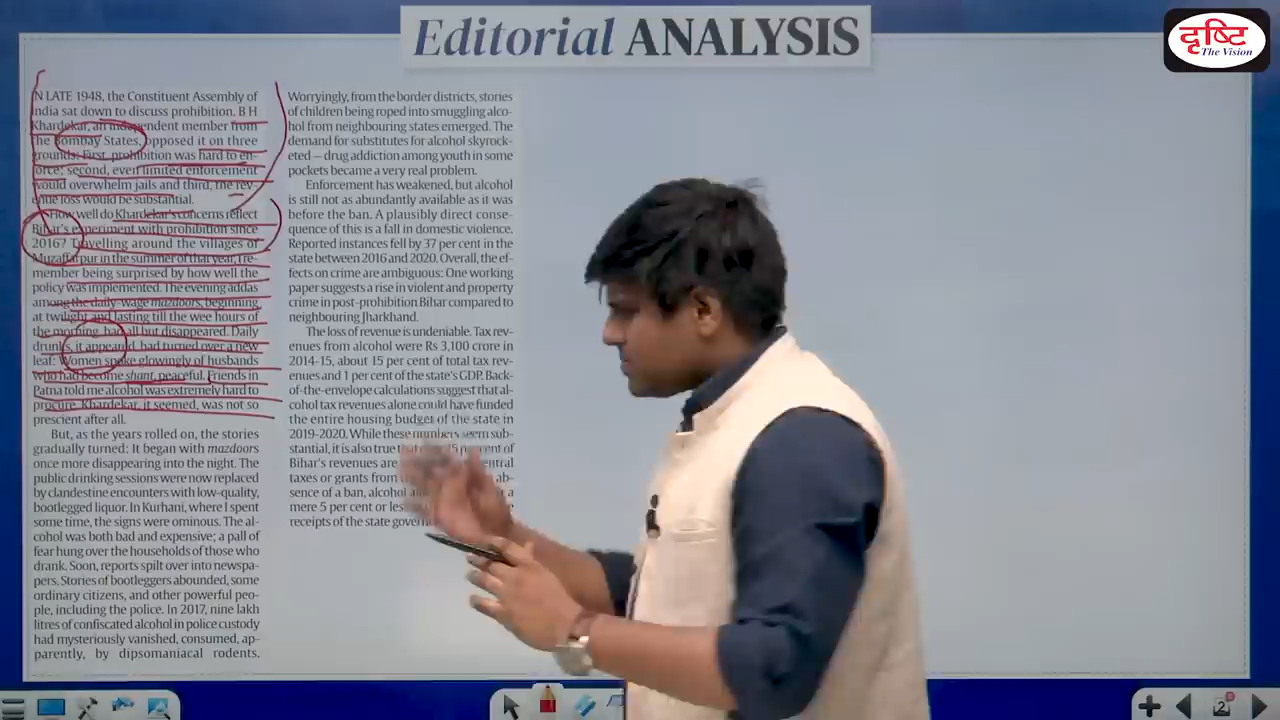 Editorial ANALYSIS
दृष्टि
The Vision
IN LATE 1948, the Constituent Assembly of
India sat down to discuss prohibition. B H
Khardekar, an independent member from
the Bombay States, opposed it on three
grounds: First, prohibition was hard to en-
force; second, even limited enforcement
would overwhelm jails and third, the rev-
enue loss would be substantial.
How well do Khardekar's concerns reflect
Bihar's experiment with prohibition since
2016? Travelling around the villages of
Muzaffarpur in the summer of that year, I re-
member being surprised by how well the
policy was implemented. The evening addas
among the daily-wage mazdoors, beginning
at twilight and lasting till the wee hours of
the morning, had all but disappeared. Daily
drunks, it appeared, had turned over a new
leaf: Women spoke glowingly of husbands
who had become shant, peaceful. Friends in
Patna told me alcohol was extremely hard to
procure. Khardekar, it seemed, was not so
prescient after all.
But, as the years rolled on, the stories
gradually turned: It began with mazdoors
once more disappearing into the night. The
public drinking sessions were now replaced
by clandestine encounters with low-quality,
bootlegged liquor. In Kurhani, where I spent
some time, the signs were ominous. The al-
cohol was both bad and expensive; a pall of
fear hung over the households of those who
drank. Soon, reports spilt over into newspa-
pers. Stories of bootleggers abounded, some
ordinary citizens, and other powerful peo-
ple, including the police. In 2017, nine lakh
litres of confiscated alcohol in police custody
had mysteriously vanished, consumed, ap-
parently, by dipsomaniacal rodents.
Worryingly, from the border districts, stories
of children being roped into smuggling alco-
hol from neighbouring states emerged. The
demand for substitutes for alcohol skyrock-
eted — drug addiction among youth in some
pockets became a very real problem.
Enforcement has weakened, but alcohol
is still not as abundantly available as it was
before the ban. A plausibly direct conse-
quence of this is a fall in domestic violence.
Reported instances fell by 37 per cent in the
state between 2016 and 2020. Overall, the ef-
fects on crime are ambiguous: One working
paper suggests a rise in violent and property
crime in post-prohibition Bihar compared to
neighbouring Jharkhand.
The loss of revenue is undeniable. Tax rev-
enues from alcohol were Rs 3,100 crore in
2014-15, about 15 per cent of total tax rev-
enues and 1 per cent of the state's GDP. Back-
of-the-envelope calculations suggest that al-
cohol tax revenues alone could have funded
the entire housing budget of the state in
2019-2020. While these numbers seem sub-
stantial, it is also true that of
Bihar's revenues are
taxes or grants from ab-
sence of a ban, alcohol a
mere 5 per cent or
receipts of the state
2